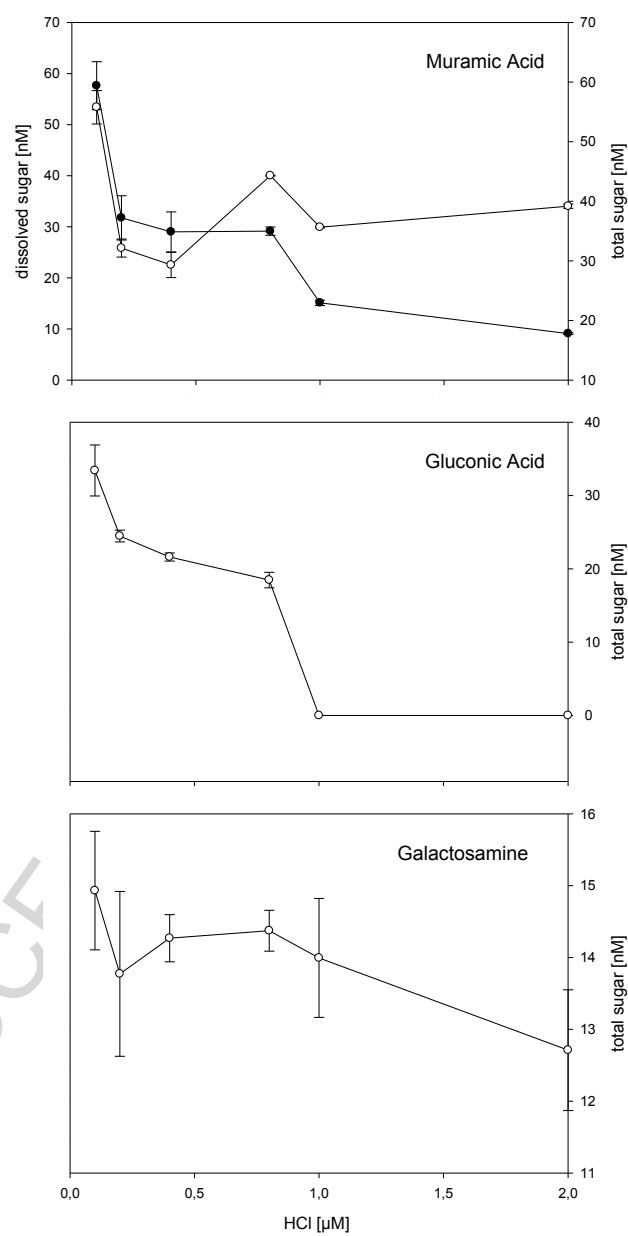 70
60
50
40
30
20
10
0
dissolved sugar [nM]
Muramic Acid
70
60
50
40
30
20
10
total sugar [nM]
Gluconic Acid
40
30
20
10
0
total sugar [nM]
Galactosamine
16
15
14
13
12
11
total sugar [nM]
0,0 0,5 1,0 1,5 2,0
HCl [µM]